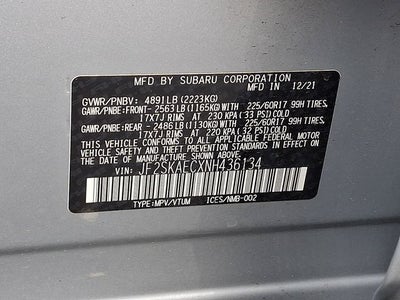 MFD BY SUBARU CORPORATION 12/21
GVWR/PNBV: 4891LB (2223KG)
GAWR/PNBE:FRONT- 2563LB (1165KG)WITH 225/60R17 99H TIRES,
17X7J RIMS AT 230 KPA (33 PSI)COLD
GAWR/PNBE:REAR - 2486LB (1130KG)WITH 225/60R17 99H TIRES,
17X7J RIMS AT 220 KPA (32 PSI)COLD
THIS VEHICLE CONFORMS TO ALL APPLICABLE FEDERAL MOTOR
VEHICLE SAFETY, BUMPER, AND THEFT PREVENTION STANDARDS
IN EFFECT ON THE DATE OF MANUFACTURE SHOWN ABOVE.
VIN: JF2SKAECXNH436134
TYPE:MPV/VTUM ICES/NMB-002